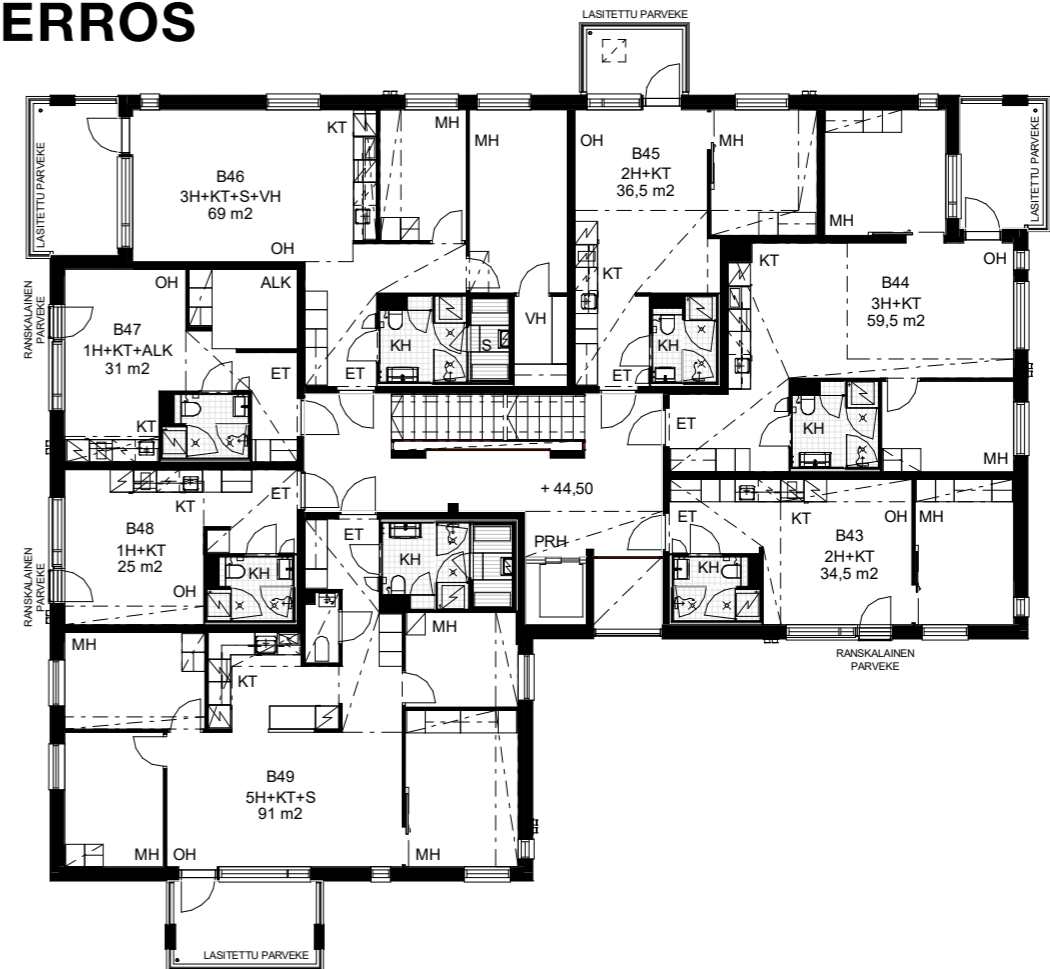 ERROS
LASITETTU PARVEKE
LASITETTU PARVEKE
KT
B46
3H+KT+S+VH
69 m2
OH
MH
MH
KH
S
VH
ET
OH
B45
2H+KT
36,5 m2
MH
KT
KH
ET
MH
LASITETTU PARVEKE
KT
OH
B44
3H+KT
59,5 m2
ET
KH
MH
RANSKALAINEN
PARVEKE
OH
ALK
B47
1H+KT+ALK
31 m2
ET
KT
+ 44,50
RANSKALAINEN
PARVEKE
KT
ET
B48
1H+KT
25 m2
OH
KH
ET
KH
PRH
ET
KT
OH
MH
B43
2H+KT
34,5 m2
KH
RANSKALAINEN
PARVEKE
MH
KT
MH
B49
5H+KT+S
91 m2
MH
OH
MH
LASITETTU PARVEKE